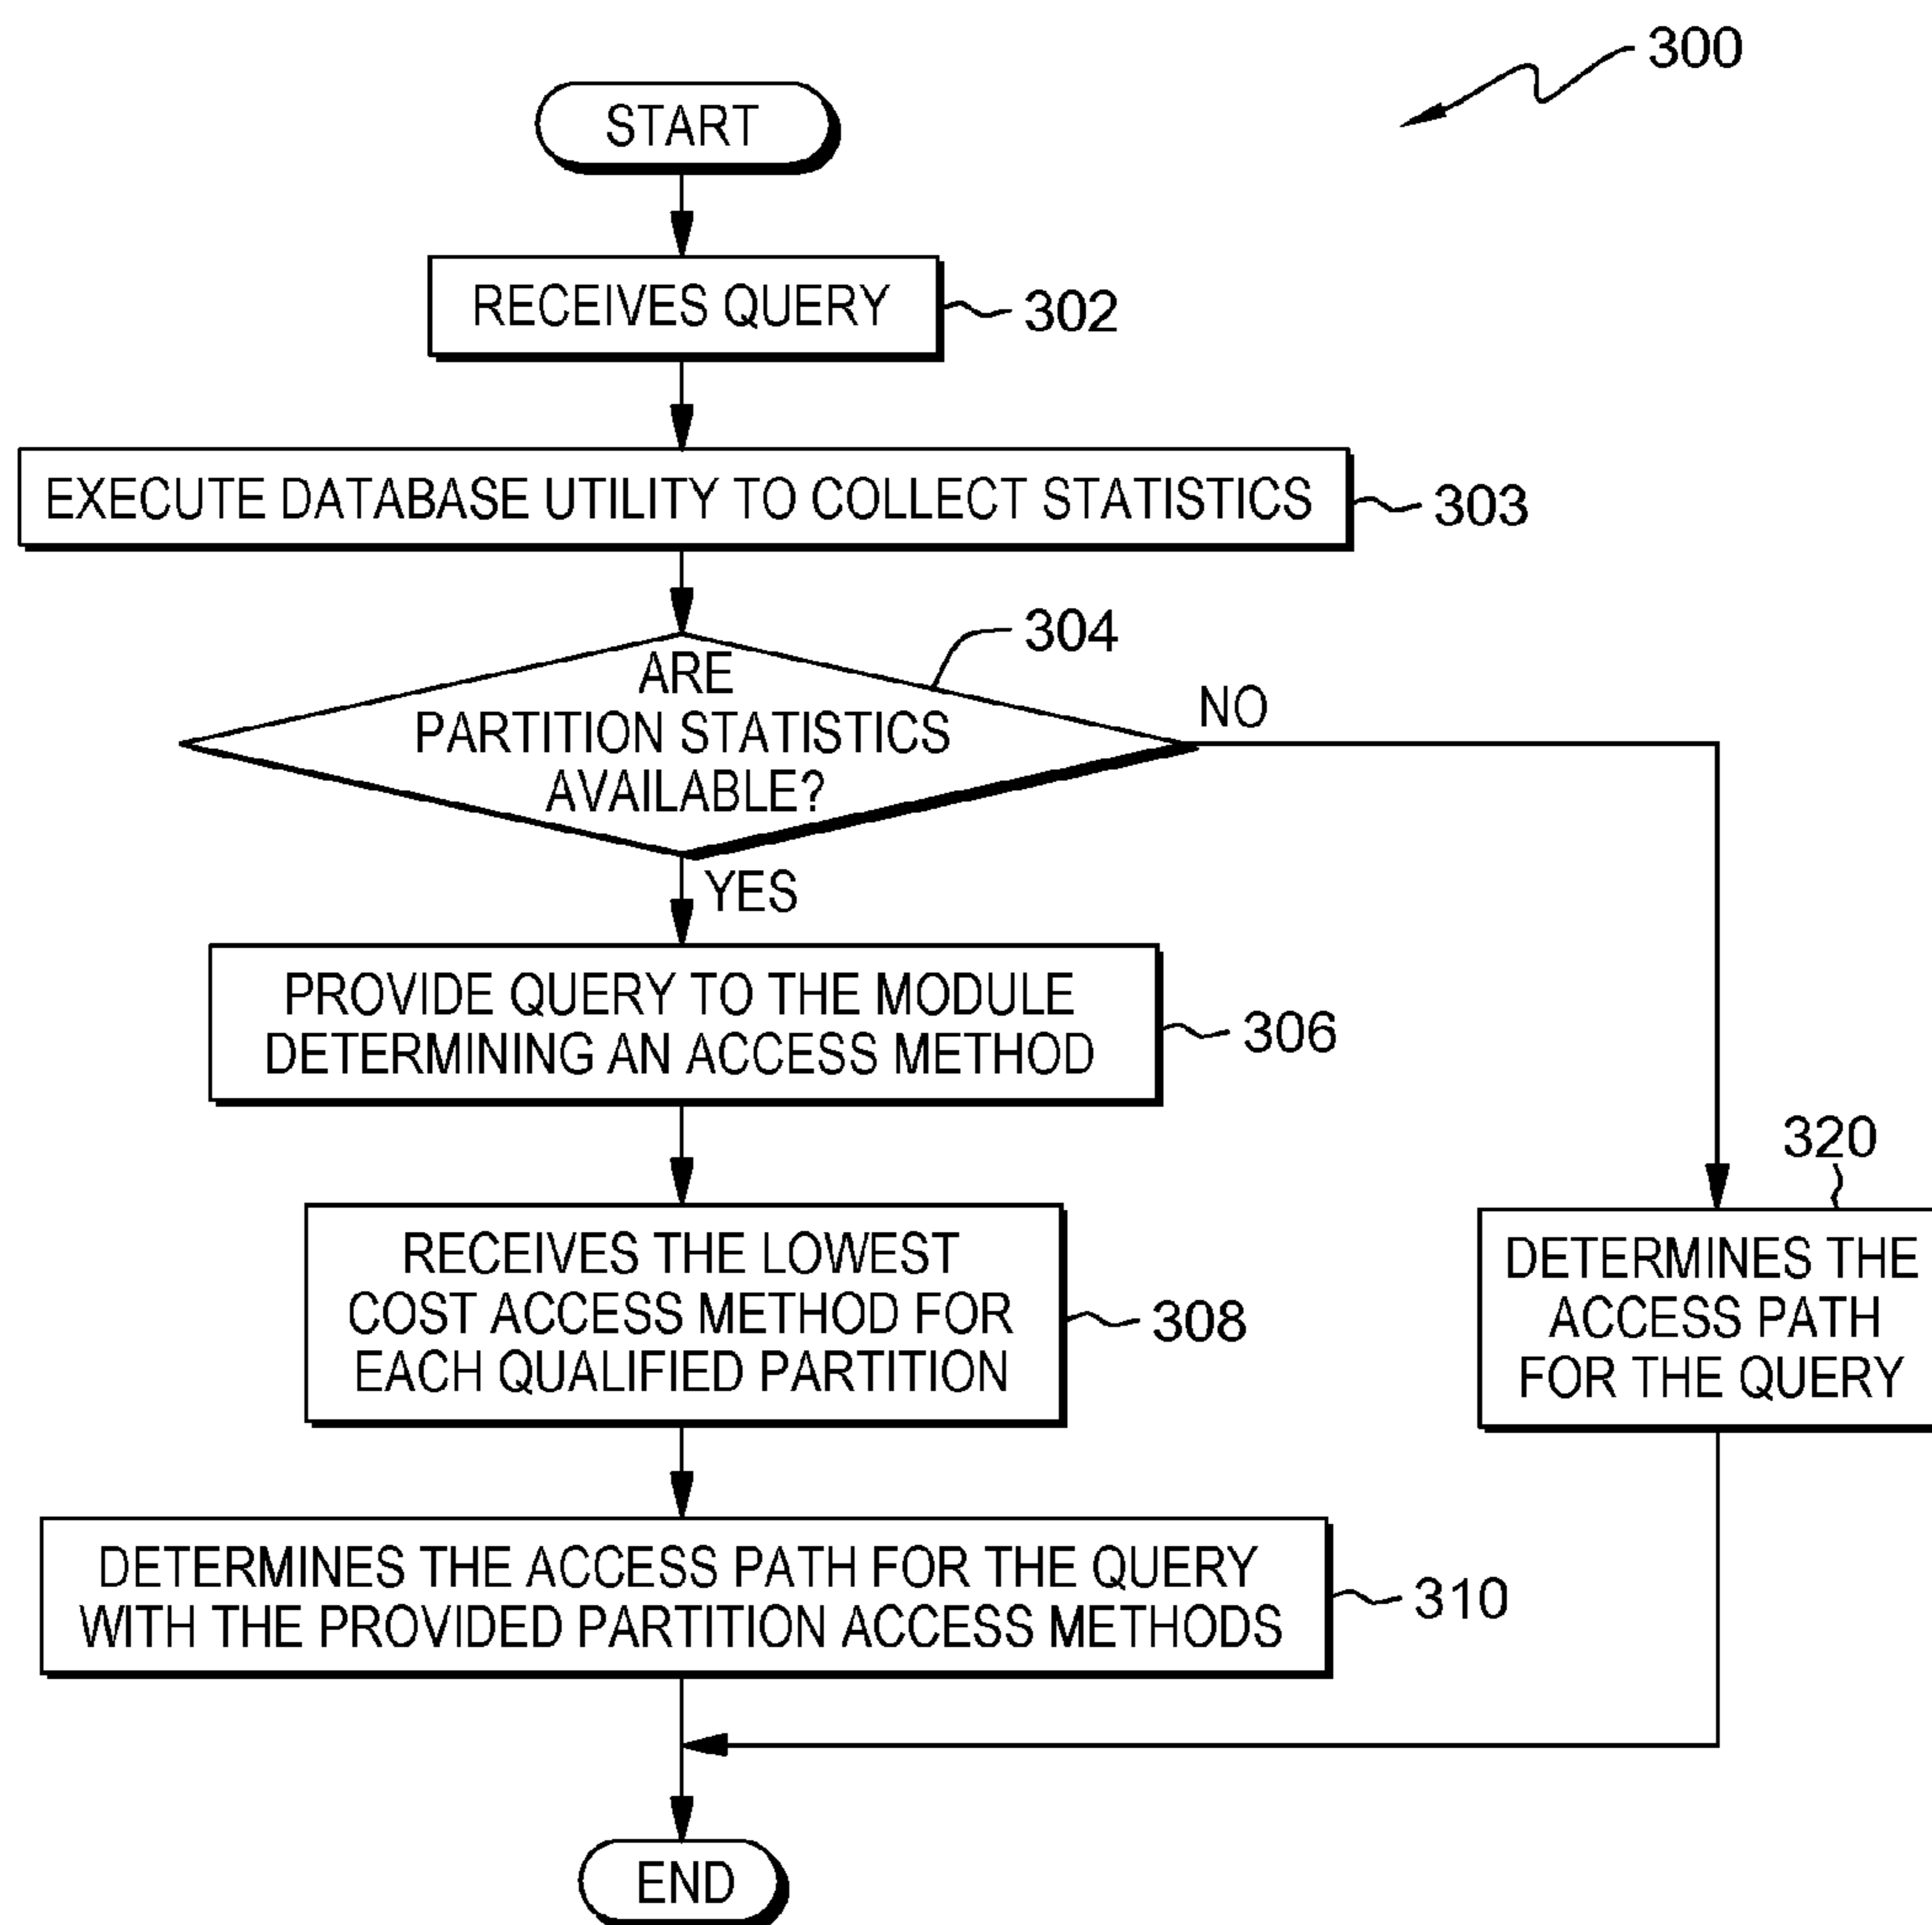 300
START
RECEIVES QUERY
302
EXECUTE DATABASE UTILITY TO COLLECT STATISTICS
303
304
ARE
PARTITION STATISTICS
AVAILABLE?
NO
YES
PROVIDE QUERY TO THE MODULE
DETERMINING AN ACCESS METHOD
306
RECEIVES THE LOWEST
COST ACCESS METHOD FOR
EACH QUALIFIED PARTITION
308
320
DETERMINES THE
ACCESS PATH
FOR THE QUERY
DETERMINES THE ACCESS PATH FOR THE QUERY
WITH THE PROVIDED PARTITION ACCESS METHODS
310
END